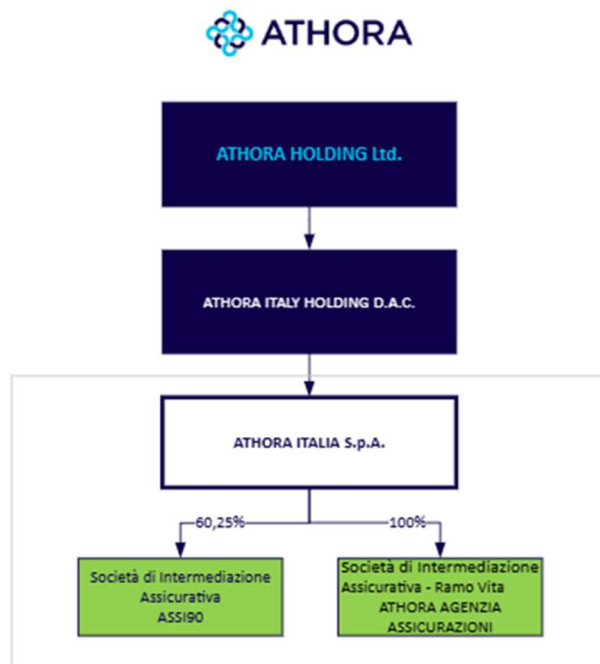 ATHORA
ATHORA HOLDING Ltd.
ATHORA ITALY HOLDING D.A.C.
ATHORA ITALIA S.p.A.
60,25%
100%
Società di Intermediazione
Assicurativa
ASSI90
Società di Intermediazione
Assicurativa - Ramo Vita
ATHORA AGENZIA
ASSICURAZIONI